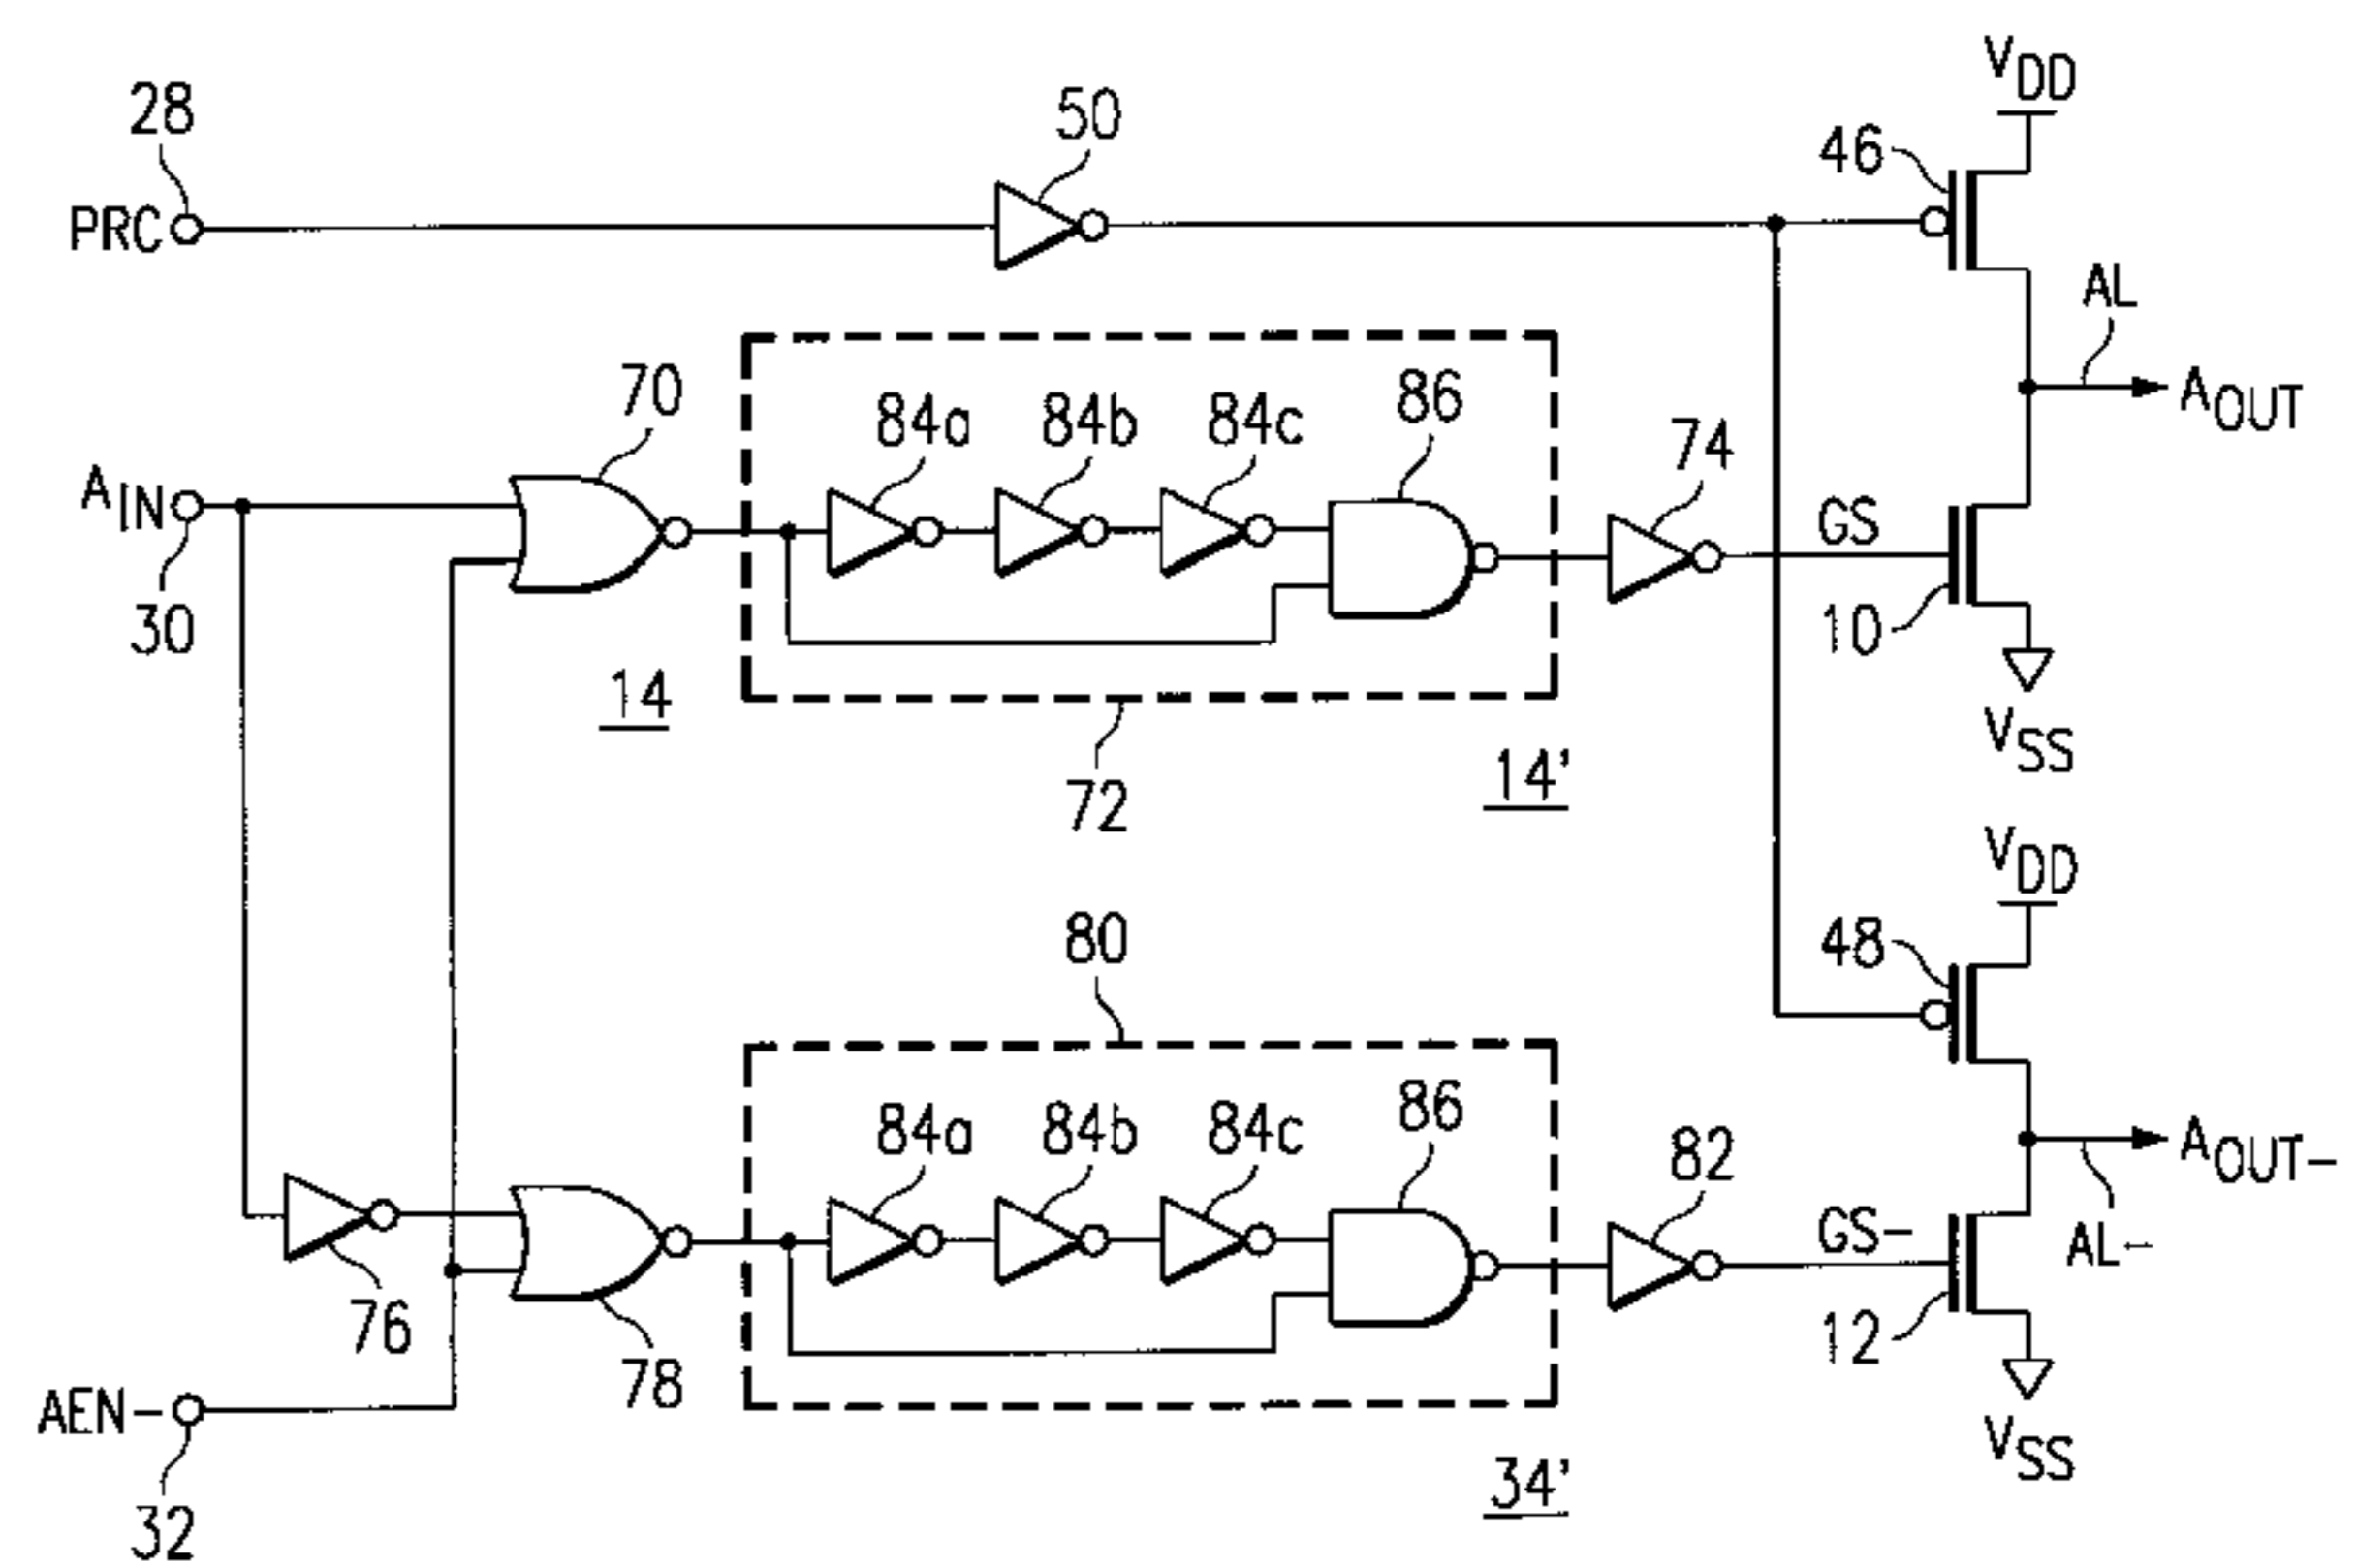 V_DD
28
50
46
PRC
AL
70
84a
84b
84c
86
74
A_OUT
A_IN
GS
30
10
14
V_SS
14'
72
V_DD
80
48
84a
84b
84c
86
82
A_OUT-
GS-
AL-
76
78
12
AEN-
V_SS
34'
32